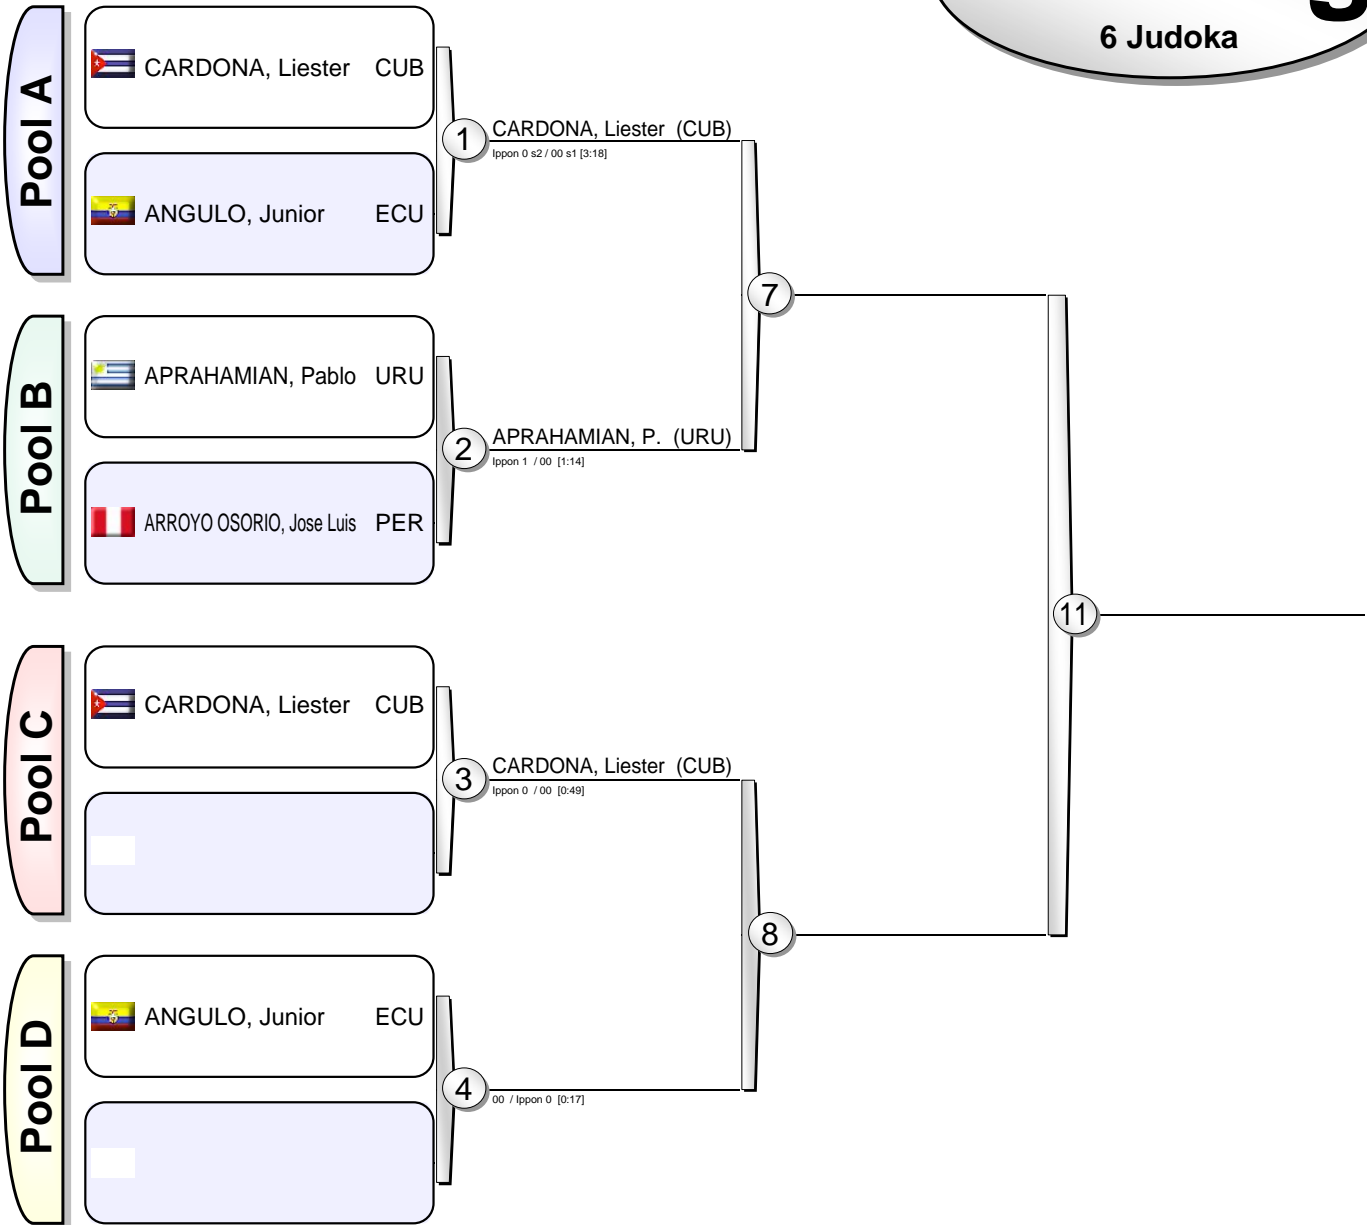 6 Judoka
Pool A
CARDONA, Liester CUB
ANGULO, Junior ECU
1
CARDONA, Liester (CUB)
Ippon 0 s2 / 00 s1 [3:18]
7
Pool B
APRAHAMIAN, Pablo URU
ARROYO OSORIO, Jose Luis PER
2
APRAHAMIAN, P. (URU)
Ippon 1 / 00 [1:14]
11
Pool C
CARDONA, Liester CUB
3
CARDONA, Liester (CUB)
Ippon 0 / 00 [0:49]
8
Pool D
ANGULO, Junior ECU
4
00 / Ippon 0 [0:17]